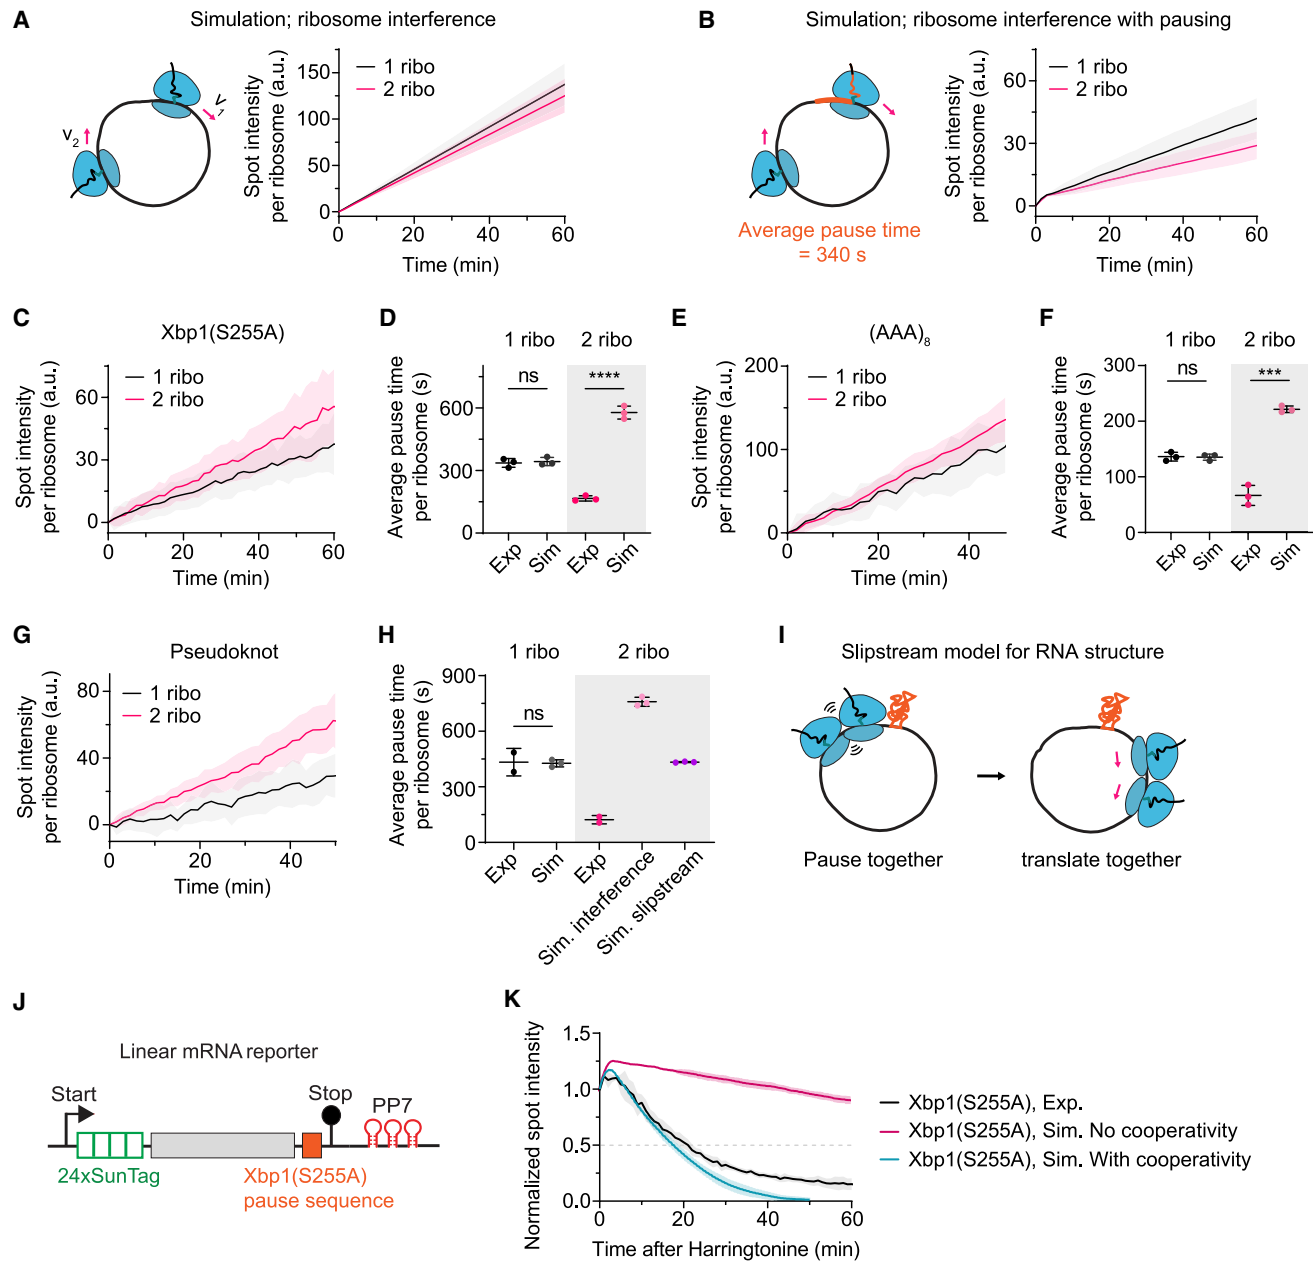 A
Simulation; ribosome interference
v1
v2
Spot intensity
per ribosome (a.u.)
150
100
50
0
1 ribo
2 ribo
0
20
40
60
Time (min)
B
Simulation; ribosome interference with pausing
Average pause time
= 340 s
Spot intensity
per ribosome (a.u.)
60
30
0
1 ribo
2 ribo
0
20
40
60
Time (min)
C
Xbp1(S255A)
Spot intensity
per ribosome (a.u.)
60
30
0
1 ribo
2 ribo
0
20
40
60
Time (min)
D
1 ribo
2 ribo
Average pause time
per ribosome (s)
600
300
0
ns
****
Exp
Sim
Exp
Sim
E
(AAA)8
Spot intensity
per ribosome (a.u.)
200
100
0
1 ribo
2 ribo
0
20
40
Time (min)
F
1 ribo
2 ribo
Average pause time
per ribosome (s)
300
200
100
0
ns
***
Exp
Sim
Exp
Sim
G
Pseudoknot
Spot intensity
per ribosome (a.u.)
80
40
0
1 ribo
2 ribo
0
20
40
Time (min)
H
1 ribo
2 ribo
Average pause time
per ribosome (s)
900
600
300
0
ns
Exp
Sim
Exp
Sim. interference
Sim. slipstream
I
Slipstream model for RNA structure
Pause together
translate together
J
Linear mRNA reporter
Start
Stop
PP7
24xSunTag
Xbp1(S255A)
pause sequence
K
Normalized spot intensity
1.5
1.0
0.5
0.0
0
20
40
60
Time after Harringtonine (min)
Xbp1(S255A), Exp.
Xbp1(S255A), Sim. No cooperativity
Xbp1(S255A), Sim. With cooperativity